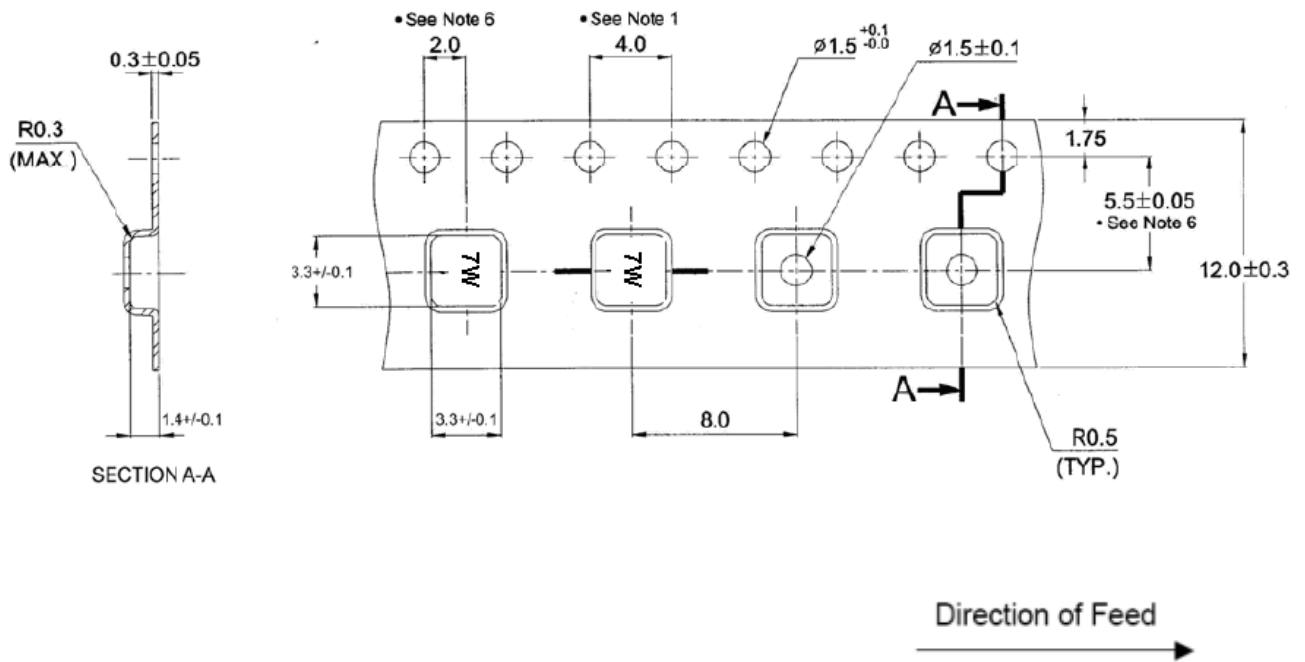 • See Note 6
2.0
• See Note 1
4.0
0.3±0.05
ø1.5 +0.1 -0.0
ø1.5±0.1
A
R0.3
(MAX.)
1.75
5.5±0.05
• See Note 6
12.0±0.3
3.3+/-0.1
7W
7W
A
1.4+/-0.1
3.3+/-0.1
8.0
R0.5
(TYP.)
SECTION A-A
Direction of Feed